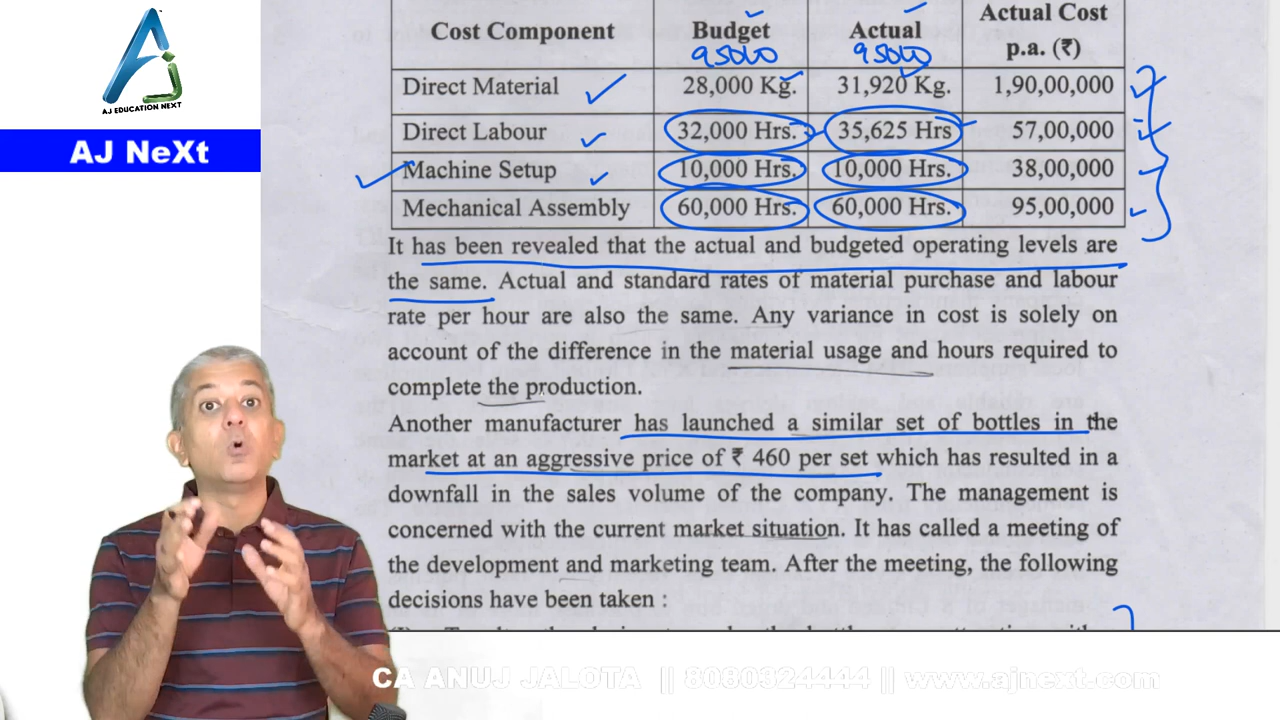 AJ EDUCATION NEXT
AJ NeXt
Cost Component Budget Actual Actual Cost p.a. (₹)
95000 95000
Direct Material 28,000 Kg. 31,920 Kg. 1,90,00,000
Direct Labour 32,000 Hrs. 35,625 Hrs 57,00,000
Machine Setup 10,000 Hrs. 10,000 Hrs. 38,00,000
Mechanical Assembly 60,000 Hrs. 60,000 Hrs. 95,00,000
It has been revealed that the actual and budgeted operating levels are
the same. Actual and standard rates of material purchase and labour
rate per hour are also the same. Any variance in cost is solely on
account of the difference in the material usage and hours required to
complete the production.
Another manufacturer has launched a similar set of bottles in the
market at an aggressive price of ₹ 460 per set which has resulted in a
downfall in the sales volume of the company. The management is
concerned with the current market situation. It has called a meeting of
the development and marketing team. After the meeting, the following
decisions have been taken :
CA ANUJ JALOTA || 8080924444 || www.ajnext.com